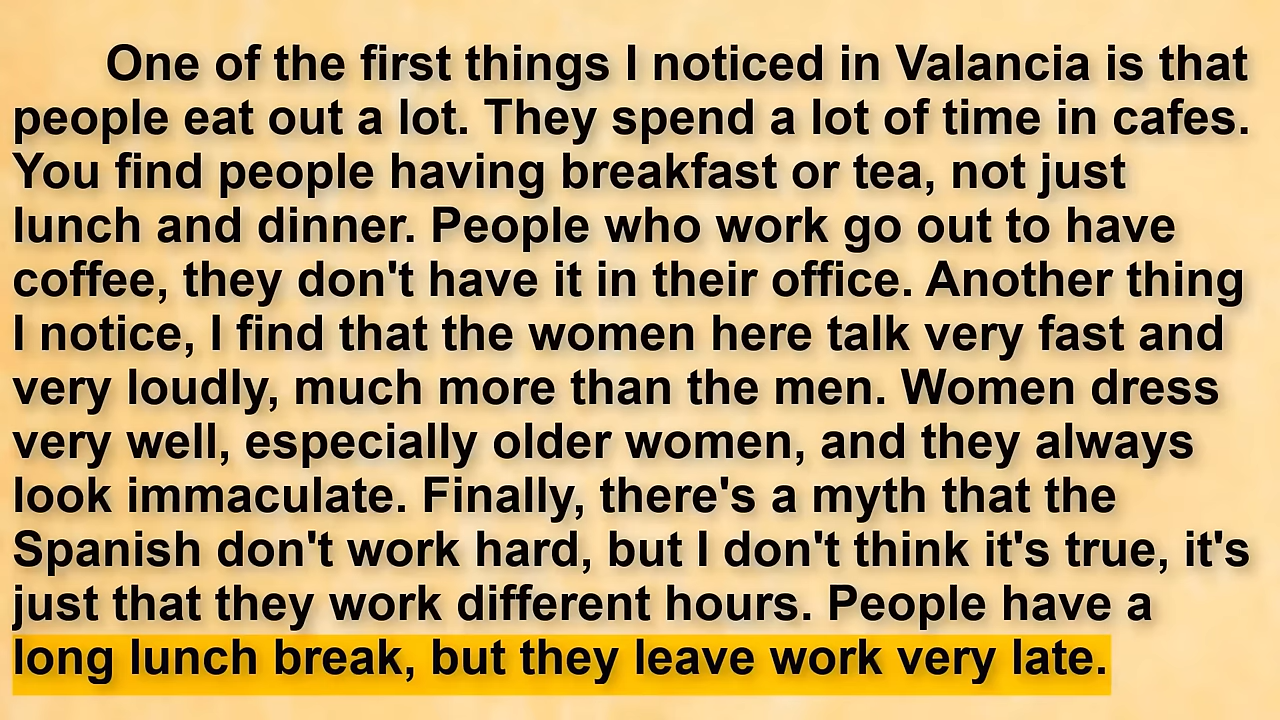 One of the first things I noticed in Valancia is that
people eat out a lot. They spend a lot of time in cafes.
You find people having breakfast or tea, not just
lunch and dinner. People who work go out to have
coffee, they don't have it in their office. Another thing
I notice, I find that the women here talk very fast and
very loudly, much more than the men. Women dress
very well, especially older women, and they always
look immaculate. Finally, there's a myth that the
Spanish don't work hard, but I don't think it's true, it's
just that they work different hours. People have a
long lunch break, but they leave work very late.